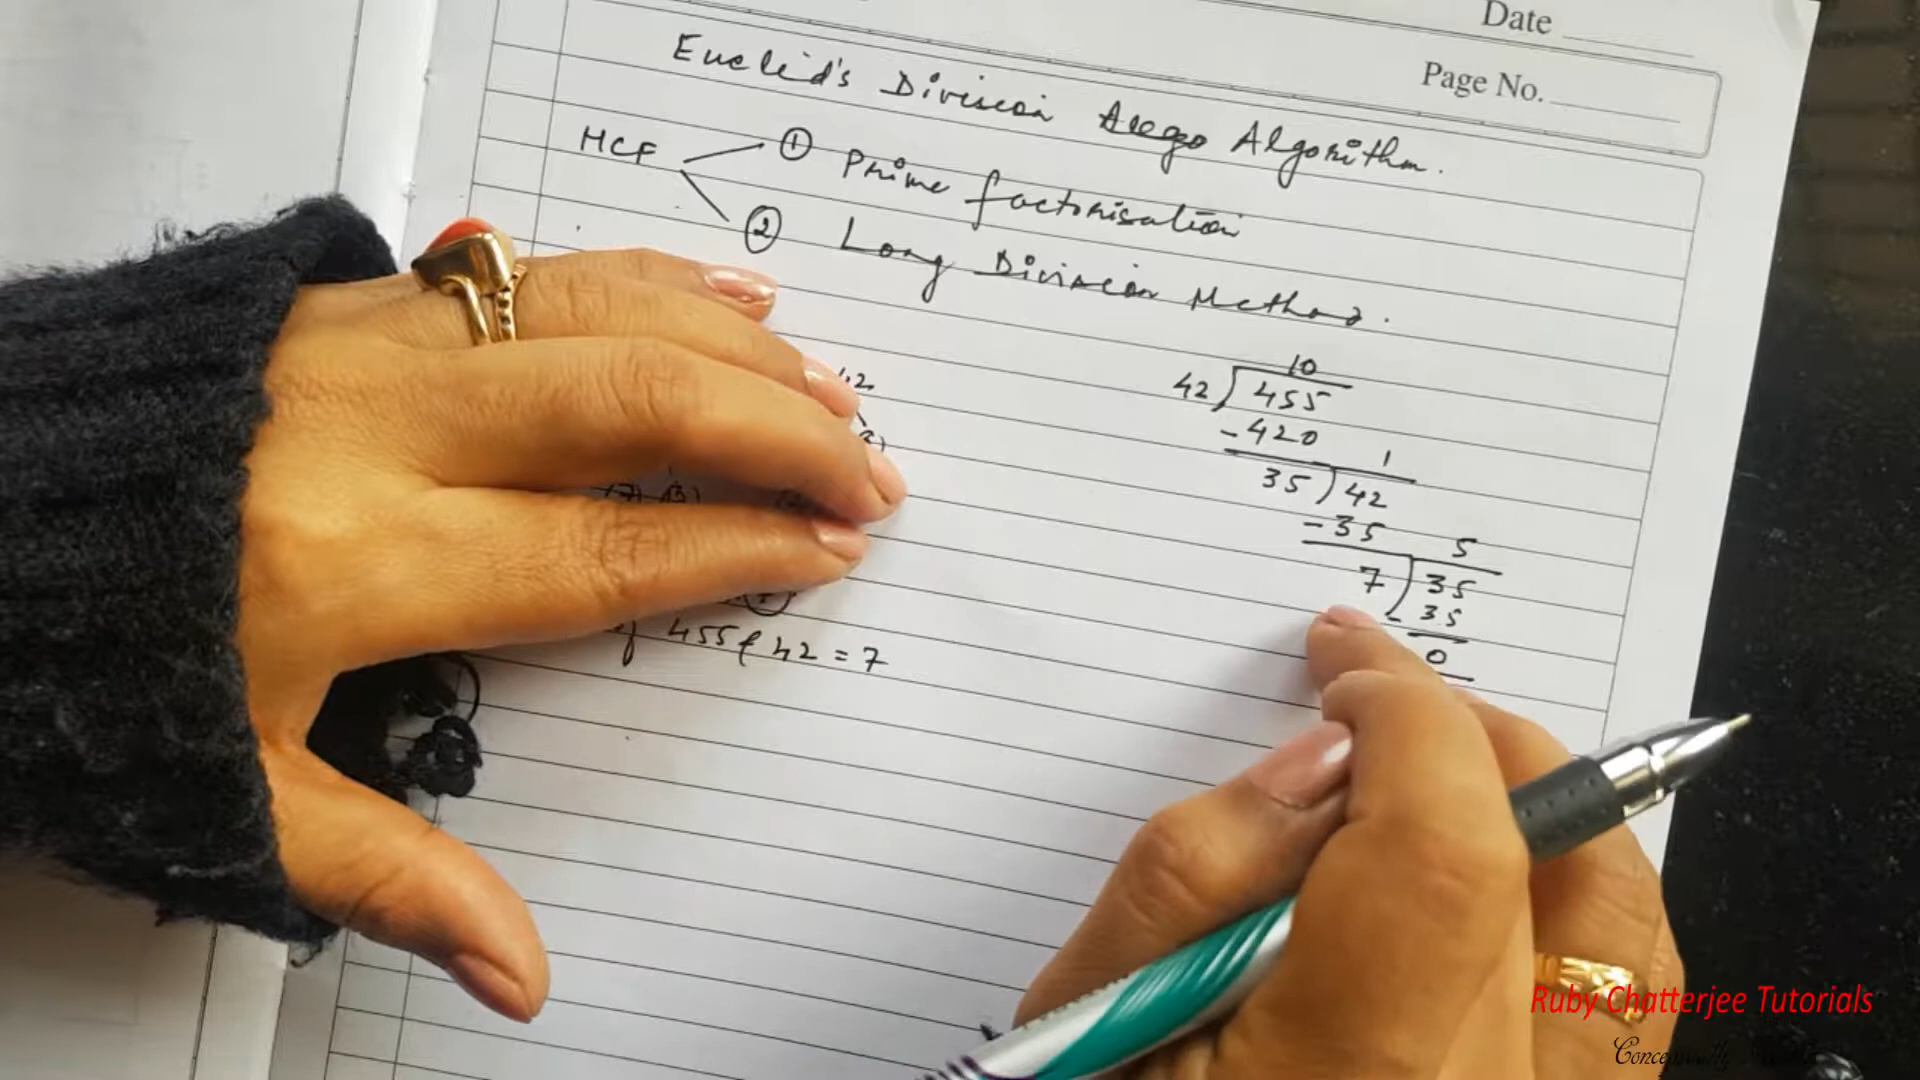 Date
Page No.
Euclid's Division Algorithm.
HCF
① Prime factorisation
② Long Division Method.
10
42 ) 455
- 420
1
35 ) 42
- 35
5
7 ) 35
- 35
0
455 & 42 = 7
Ruby Chatterjee Tutorials